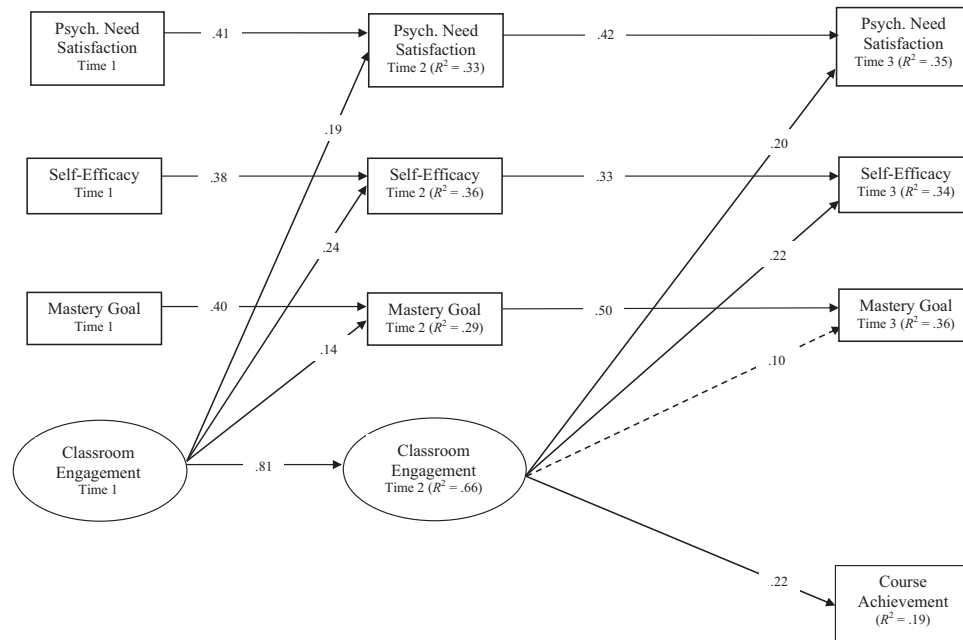 Psych. Need
Satisfaction
Time 1
.41
Psych. Need
Satisfaction
Time 2 (R² = .33)
.42
Psych. Need
Satisfaction
Time 3 (R² = .35)
.19
.20
Self-Efficacy
Time 1
.38
Self-Efficacy
Time 2 (R² = .36)
.33
Self-Efficacy
Time 3 (R² = .34)
.24
.22
Mastery Goal
Time 1
.40
Mastery Goal
Time 2 (R² = .29)
.50
Mastery Goal
Time 3 (R² = .36)
.14
.10
Classroom
Engagement
Time 1
.81
Classroom
Engagement
Time 2 (R² = .66)
.22
Course
Achievement
(R² = .19)